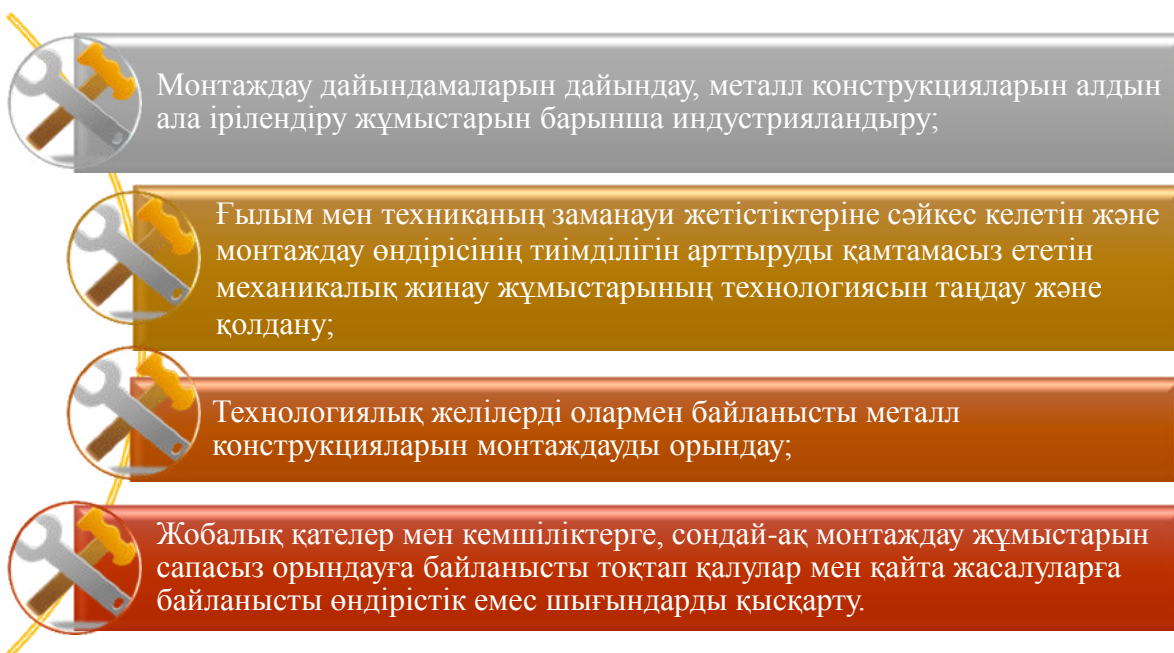 Монтаждау дайындамаларын дайындау, металл конструкцияларын алдын
ала ірілендіру жұмыстарын барынша индустрияландыру;
Ғылым мен техниканың заманауи жетістіктеріне сәйкес келетін және
монтаждау өндірісінің тиімділігін арттыруды қамтамасыз ететін
механикалық жинау жұмыстарының технологиясын таңдау және
қолдану;
Технологиялық желілерді олармен байланысты металл
конструкцияларын монтаждауды орындау;
Жобалық қателер мен кемшіліктерге, сондай-ақ монтаждау жұмыстарын
сапасыз орындауға байланысты тоқтап қалулар мен қайта жасалуларға
байланысты өндірістік емес шығындарды қысқарту.